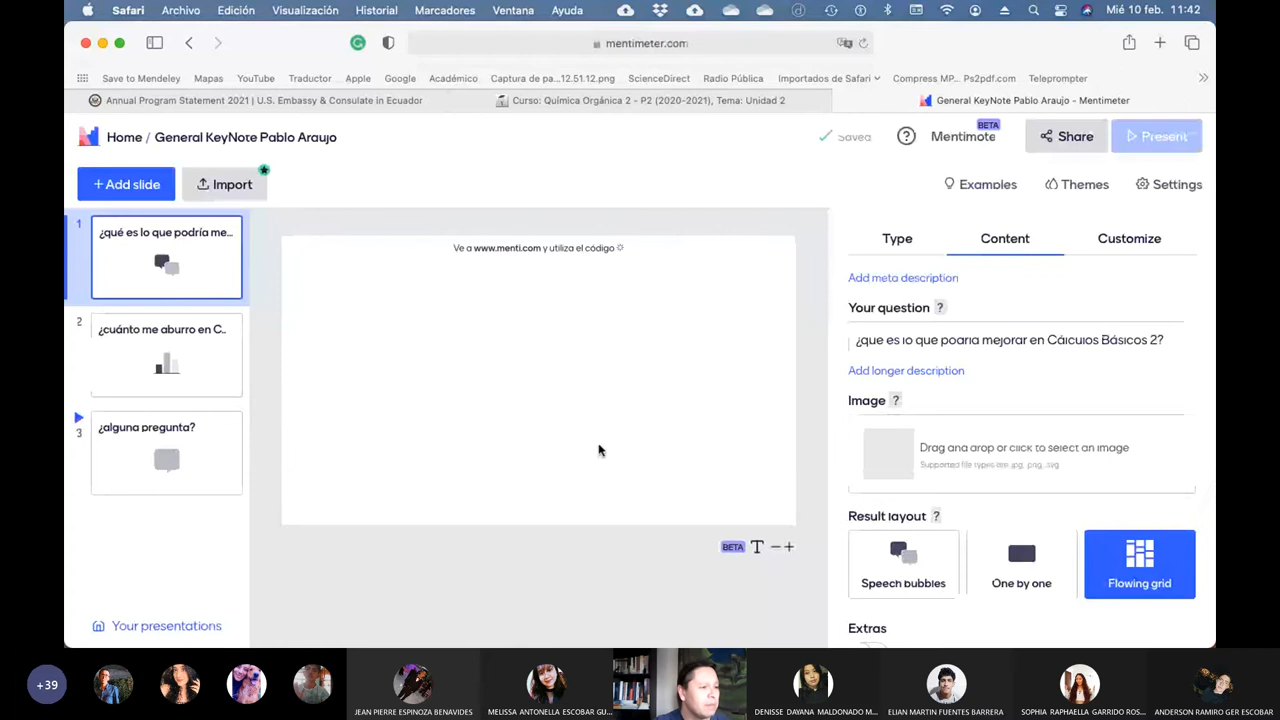 Safari Archivo Edición Visualización Historial Marcadores Ventana Ayuda Mié 10 feb. 11:42
mentimeter.com
Save to Mendeley Mapas YouTube Traductor Apple Google Académico Captura de pa...12.51.12.png ScienceDirect Radio Pública Importados de Safari Compress MP... Ps2pdf.com Teleprompter
Annual Program Statement 2021 | U.S. Embassy & Consulate in Ecuador Curso: Química Orgánica 2 - P2 (2020-2021), Tema: Unidad 2 General KeyNote Pablo Araujo - Mentimeter
Home / General KeyNote Pablo Araujo Saved ? Mentimote BETA Share Present
+ Add slide Import Examples Themes Settings
1 ¿qué es lo que podría me...
2 ¿cuánto me aburro en C..
3 ¿alguna pregunta?
Your presentations
Ve a www.menti.com y utiliza el código
BETA T − +
Type Content Customize
Add meta description
Your question ?
¿que es lo que podria mejorar en Cálculos Básicos 2?
Add longer description
Image ?
Drag and drop or click to select an image
Supported file types are .jpg, .png, .svg
Result layout ?
Speech bubbles One by one Flowing grid
Extras
+39 JEAN PIERRE ESPINOZA BENAVIDES MELISSA ANTONELLA ESCOBAR GU... DENISSE DAYANA MALDONADO M... ELIAN MARTIN FUENTES BARRERA SOPHIA RAPHAELLA GARRIDO ROS... ANDERSON RAMIRO GER ESCOBAR